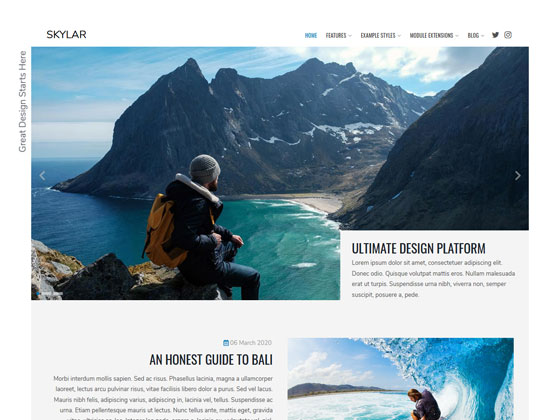 SKYLAR
HOME FEATURES EXAMPLE STYLES MODULE EXTENSIONS BLOG
Great Design Starts Here
ULTIMATE DESIGN PLATFORM
Lorem ipsum dolor sit amet, consectetuer adipiscing elit.
Donec odio. Quisque volutpat mattis eros. Nullam malesuada
erat ut turpis. Suspendisse urna nibh, viverra non, semper
suscipit, posuere a, pede.
06 March 2020
AN HONEST GUIDE TO BALI
Morbi interdum mollis sapien. Sed ac risus. Phasellus lacinia, magna a ullamcorper
laoreet, lectus arcu pulvinar risus, vitae facilisis libero dolor a purus. Sed vel lacus.
Mauris nibh felis, adipiscing varius, adipiscing in, lacinia vel, tellus. Suspendisse ac
urna. Etiam pellentesque mauris ut lectus. Nunc tellus ante, mattis eget, gravida